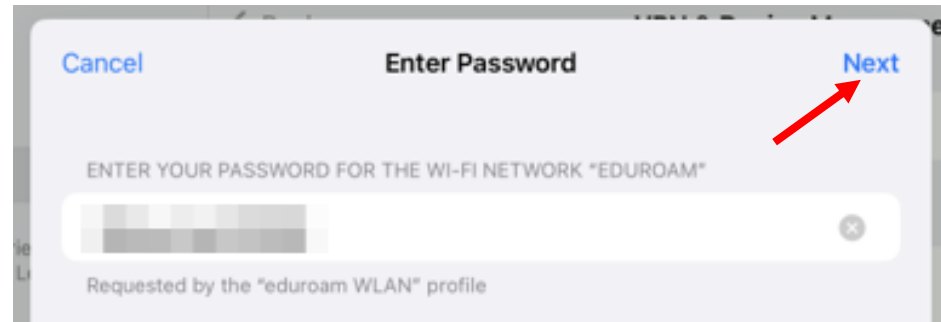 Cancel Enter Password Next
ENTER YOUR PASSWORD FOR THE WI-FI NETWORK "EDUROAM"
Requested by the "eduroam WLAN" profile